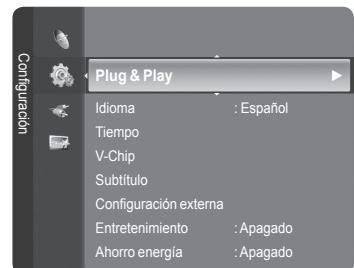 Configuración
Plug & Play
Idioma : Español
Tiempo
V-Chip
Subtítulo
Configuración externa
Entretenimiento : Apagado
Ahorro energía : Apagado